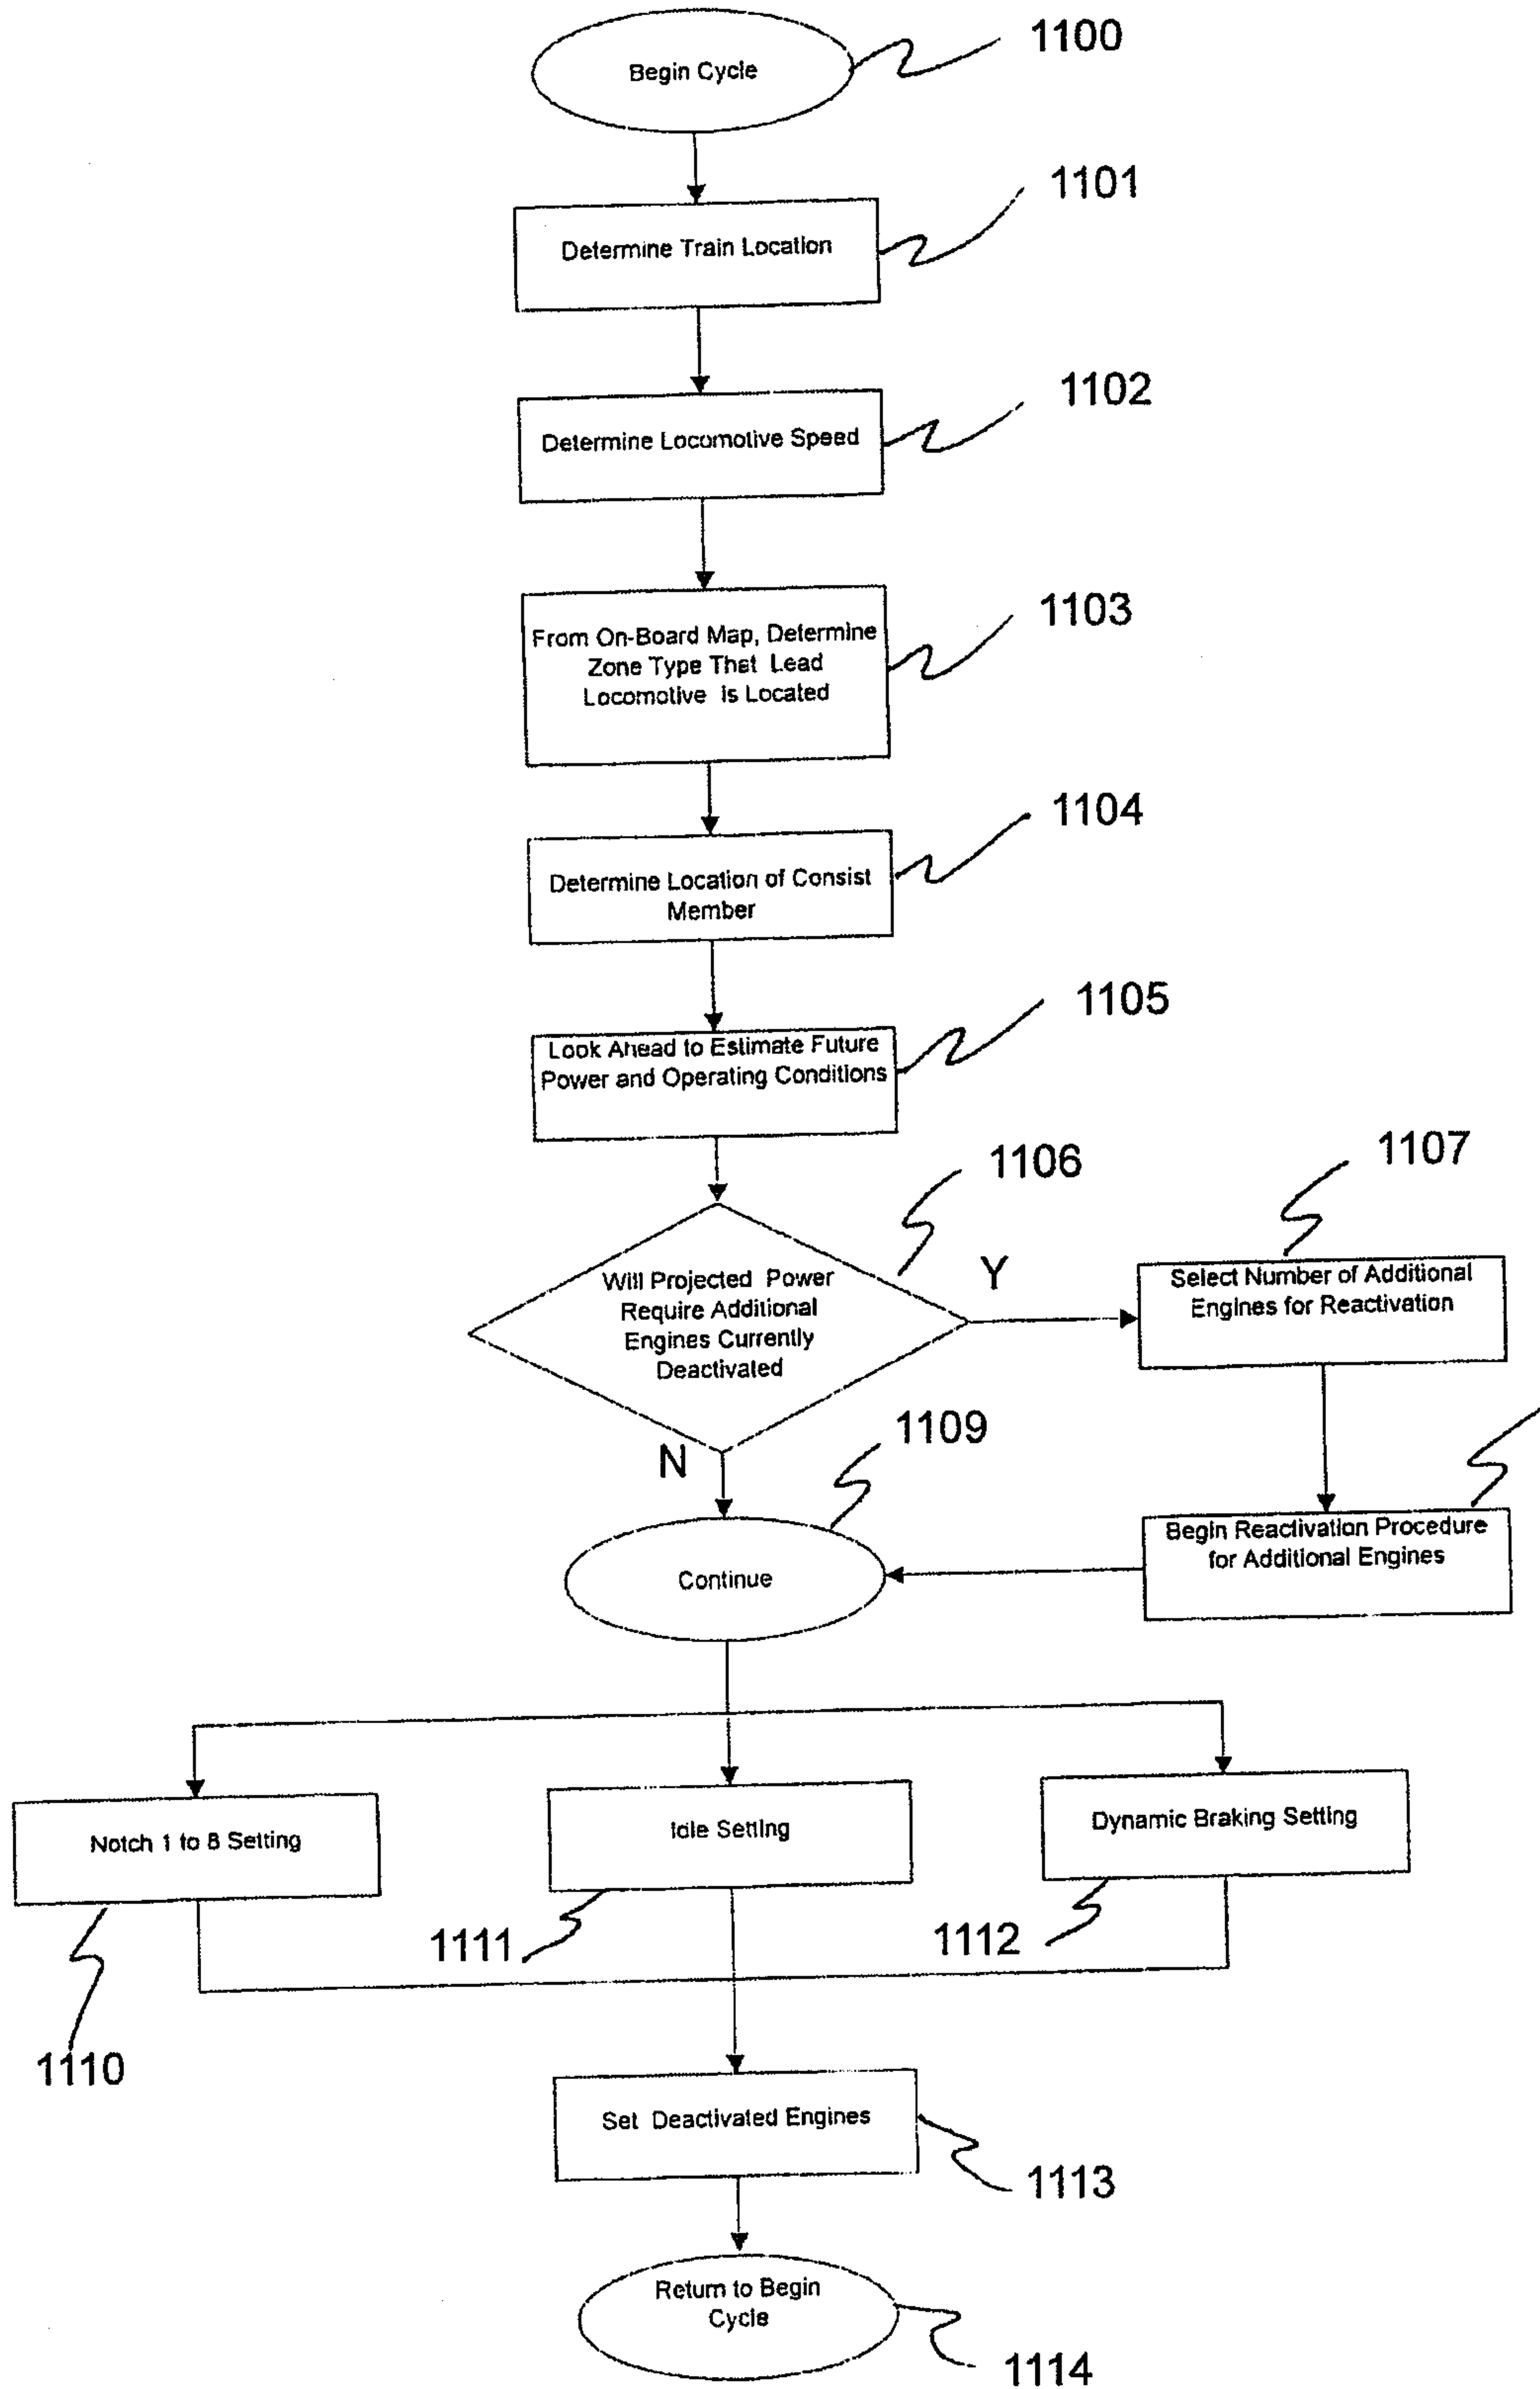 Begin Cycle
1100
Determine Train Location
1101
Determine Locomotive Speed
1102
From On-Board Map, Determine
Zone Type That Lead
Locomotive is Located
1103
Determine Location of Consist
Member
1104
Look Ahead to Estimate Future
Power and Operating Conditions
1105
Will Projected Power
Require Additional
Engines Currently
Deactivated
1106
Y
Select Number of Additional
Engines for Reactivation
1107
N
Begin Reactivation Procedure
for Additional Engines
Continue
1109
Notch 1 to 8 Setting
1110
Idle Setting
1111
Dynamic Braking Setting
1112
Set Deactivated Engines
1113
Return to Begin
Cycle
1114